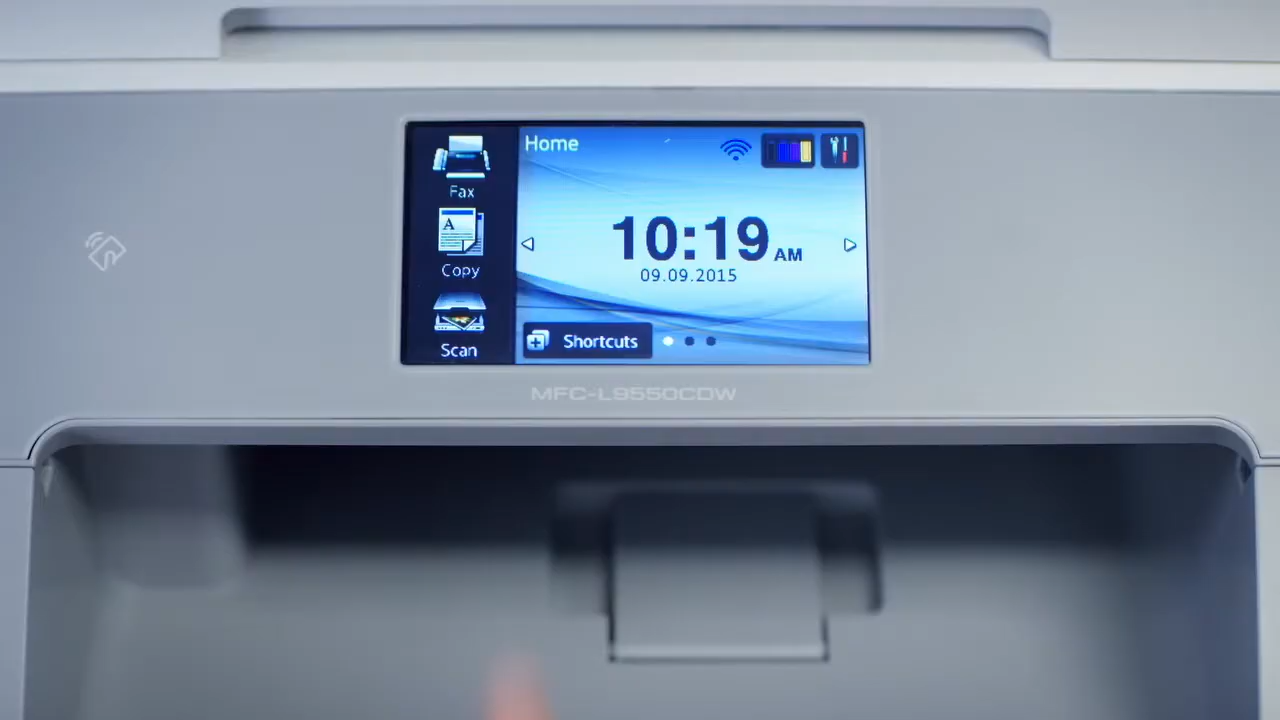 Home
Fax
A
10:19 AM
Copy
09.09.2015
Shortcuts
Scan
MFC-L9550CDW